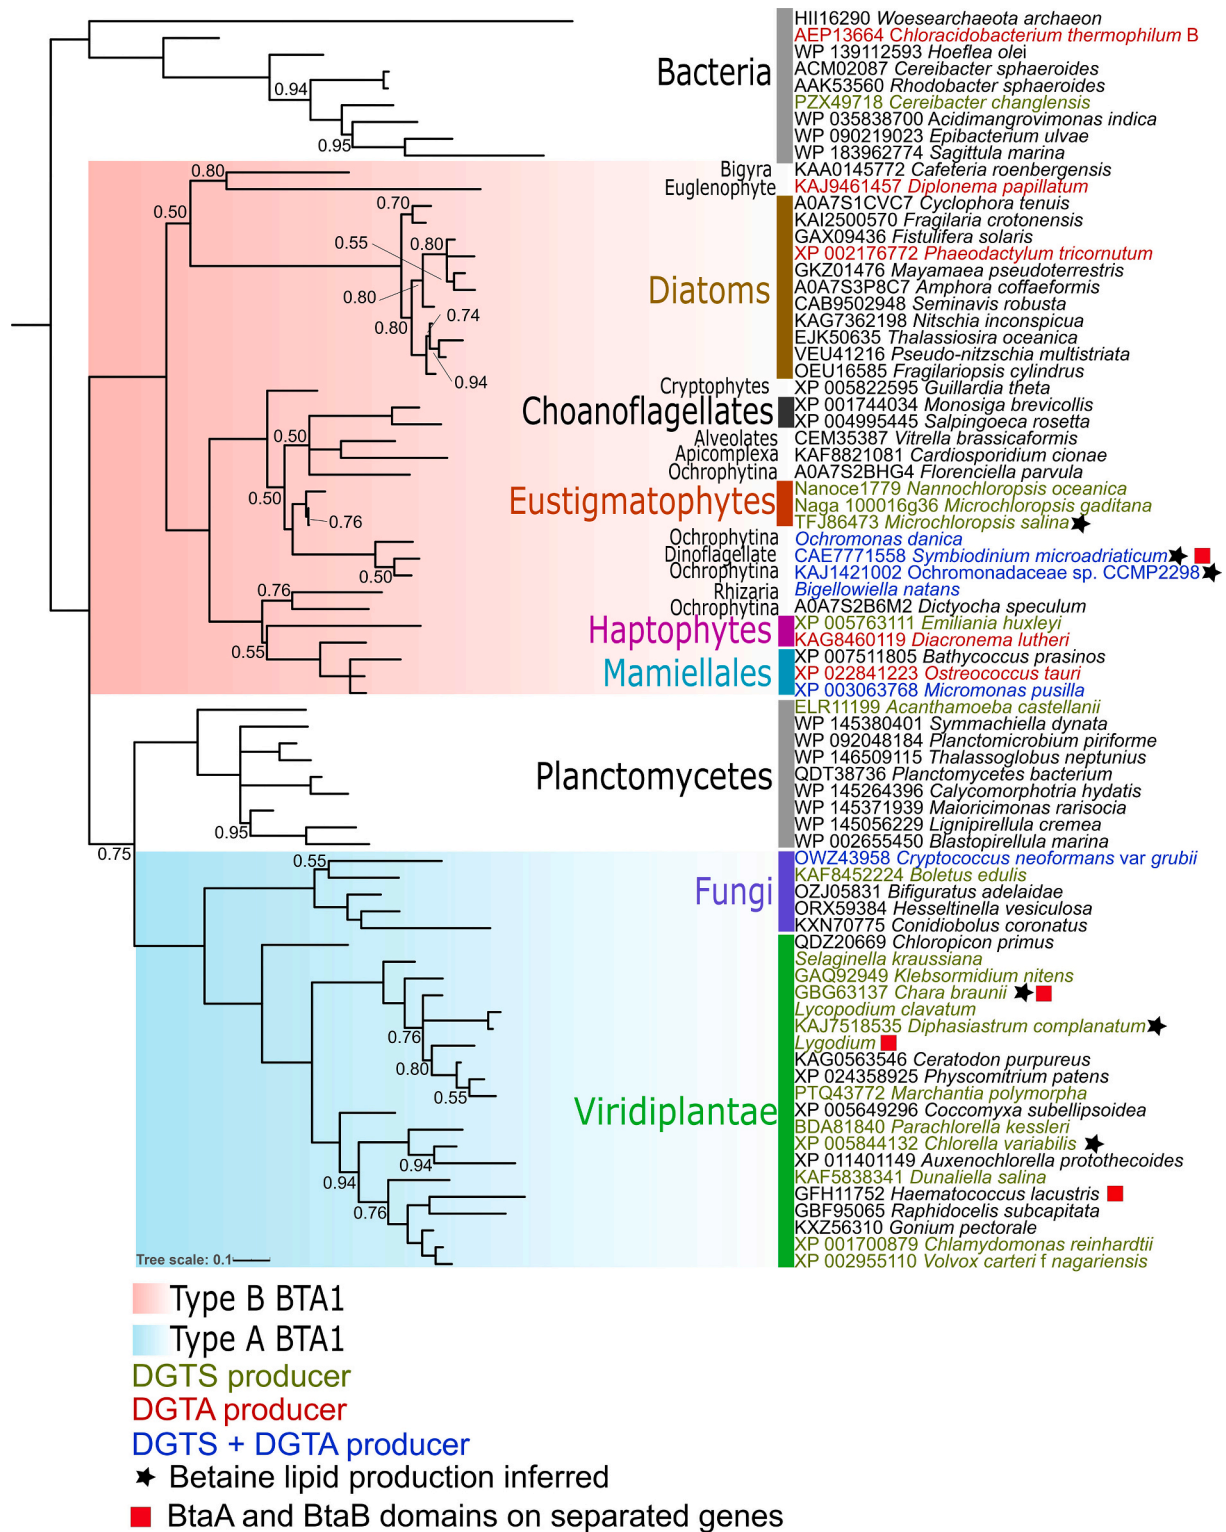 HII16290 Woesearchaeota archaeon
AEP13664 Chloracidobacterium thermophilum B
WP 139112593 Hoeflea olei
Bacteria
ACM02087 Cereibacter sphaeroides
AAK53560 Rhodobacter sphaeroides
0.94
PZX49718 Cereibacter changlensis
WP 035838700 Acidimangrovimonas indica
WP 090219023 Epibacterium ulvae
0.95
WP 183962774 Sagittula marina
0.80
Bigyra
KAA0145772 Cafeteria roenbergensis
Euglenophyte
KAJ9461457 Diplonema papillatum
0.50
0.70
A0A7S1CVC7 Cyclophora tenuis
KAI2500570 Fragilaria crotonensis
0.55
0.80
GAX09436 Fistulifera solaris
XP 002176772 Phaeodactylum tricornutum
GKZ01476 Mayamaea pseudoterrestris
Diatoms
0.80
A0A7S3P8C7 Amphora coffaeformis
CAB9502948 Seminavis robusta
0.74
0.80
KAG7362198 Nitschia inconspicua
EJK50635 Thalassiosira oceanica
VEU41216 Pseudo-nitzschia multistriata
0.94
OEU16585 Fragilariopsis cylindrus
Cryptophytes
XP 005822595 Guillardia theta
Choanoflagellates
XP 001744034 Monosiga brevicollis
XP 004995445 Salpingoeca rosetta
0.50
Alveolates
CEM35387 Vitrella brassicaformis
Apicomplexa
KAF8821081 Cardiosporidium cionae
Ochrophytina
A0A7S2BHG4 Florenciella parvula
0.50
Eustigmatophytes
Nanoce1779 Nannochloropsis oceanica
Naga 100016g36 Microchloropsis gaditana
0.76
TFJ86473 Microchloropsis salina
Ochrophytina
Ochromonas danica
Dinoflagellate
CAE7771558 Symbiodinium microadriaticum
0.50
Ochrophytina
KAJ1421002 Ochromonadaceae sp. CCMP2298
0.76
Rhizaria
Bigellowiella natans
Ochrophytina
A0A7S2B6M2 Dictyocha speculum
Haptophytes
XP 005763111 Emiliania huxleyi
KAG8460119 Diacronema lutheri
0.55
Mamiellales
XP 007511805 Bathycoccus prasinos
XP 022841223 Ostreococcus tauri
XP 003063768 Micromonas pusilla
ELR11199 Acanthamoeba castellanii
WP 145380401 Symmachiella dynata
WP 092048184 Planctomicrobium piriforme
WP 146509115 Thalassoglobus neptunius
Planctomycetes
QDT38736 Planctomycetes bacterium
WP 145264396 Calycomorphotria hydatis
WP 145371939 Maioricimonas rarisocia
0.95
WP 145056229 Lignipirellula cremea
WP 002655450 Blastopirellula marina
0.75
0.55
OWZ43958 Cryptococcus neoformans var grubii
KAF8452224 Boletus edulis
Fungi
OZJ05831 Bifiguratus adelaidae
ORX59384 Hesseltinella vesiculosa
KXN70775 Conidiobolus coronatus
QDZ20669 Chloropicon primus
Selaginella kraussiana
GAQ92949 Klebsormidium nitens
GBG63137 Chara braunii
Lycopodium clavatum
0.76
KAJ7518535 Diphasiastrum complanatum
Lygodium
0.80
KAG0563546 Ceratodon purpureus
XP 024358925 Physcomitrium patens
0.55
PTQ43772 Marchantia polymorpha
Viridiplantae
XP 005649296 Coccomyxa subellipsoidea
BDA81840 Parachlorella kessleri
XP 005844132 Chlorella variabilis
0.94
XP 011401149 Auxenochlorella protothecoides
0.94
KAF5838341 Dunaliella salina
GFH11752 Haematococcus lacustris
0.76
GBF95065 Raphidocelis subcapitata
KXZ56310 Gonium pectorale
XP 001700879 Chlamydomonas reinhardtii
Tree scale: 0.1
XP 002955110 Volvox carteri f nagariensis
Type B BTA1
Type A BTA1
DGTS producer
DGTA producer
DGTS + DGTA producer
Betaine lipid production inferred
BtaA and BtaB domains on separated genes